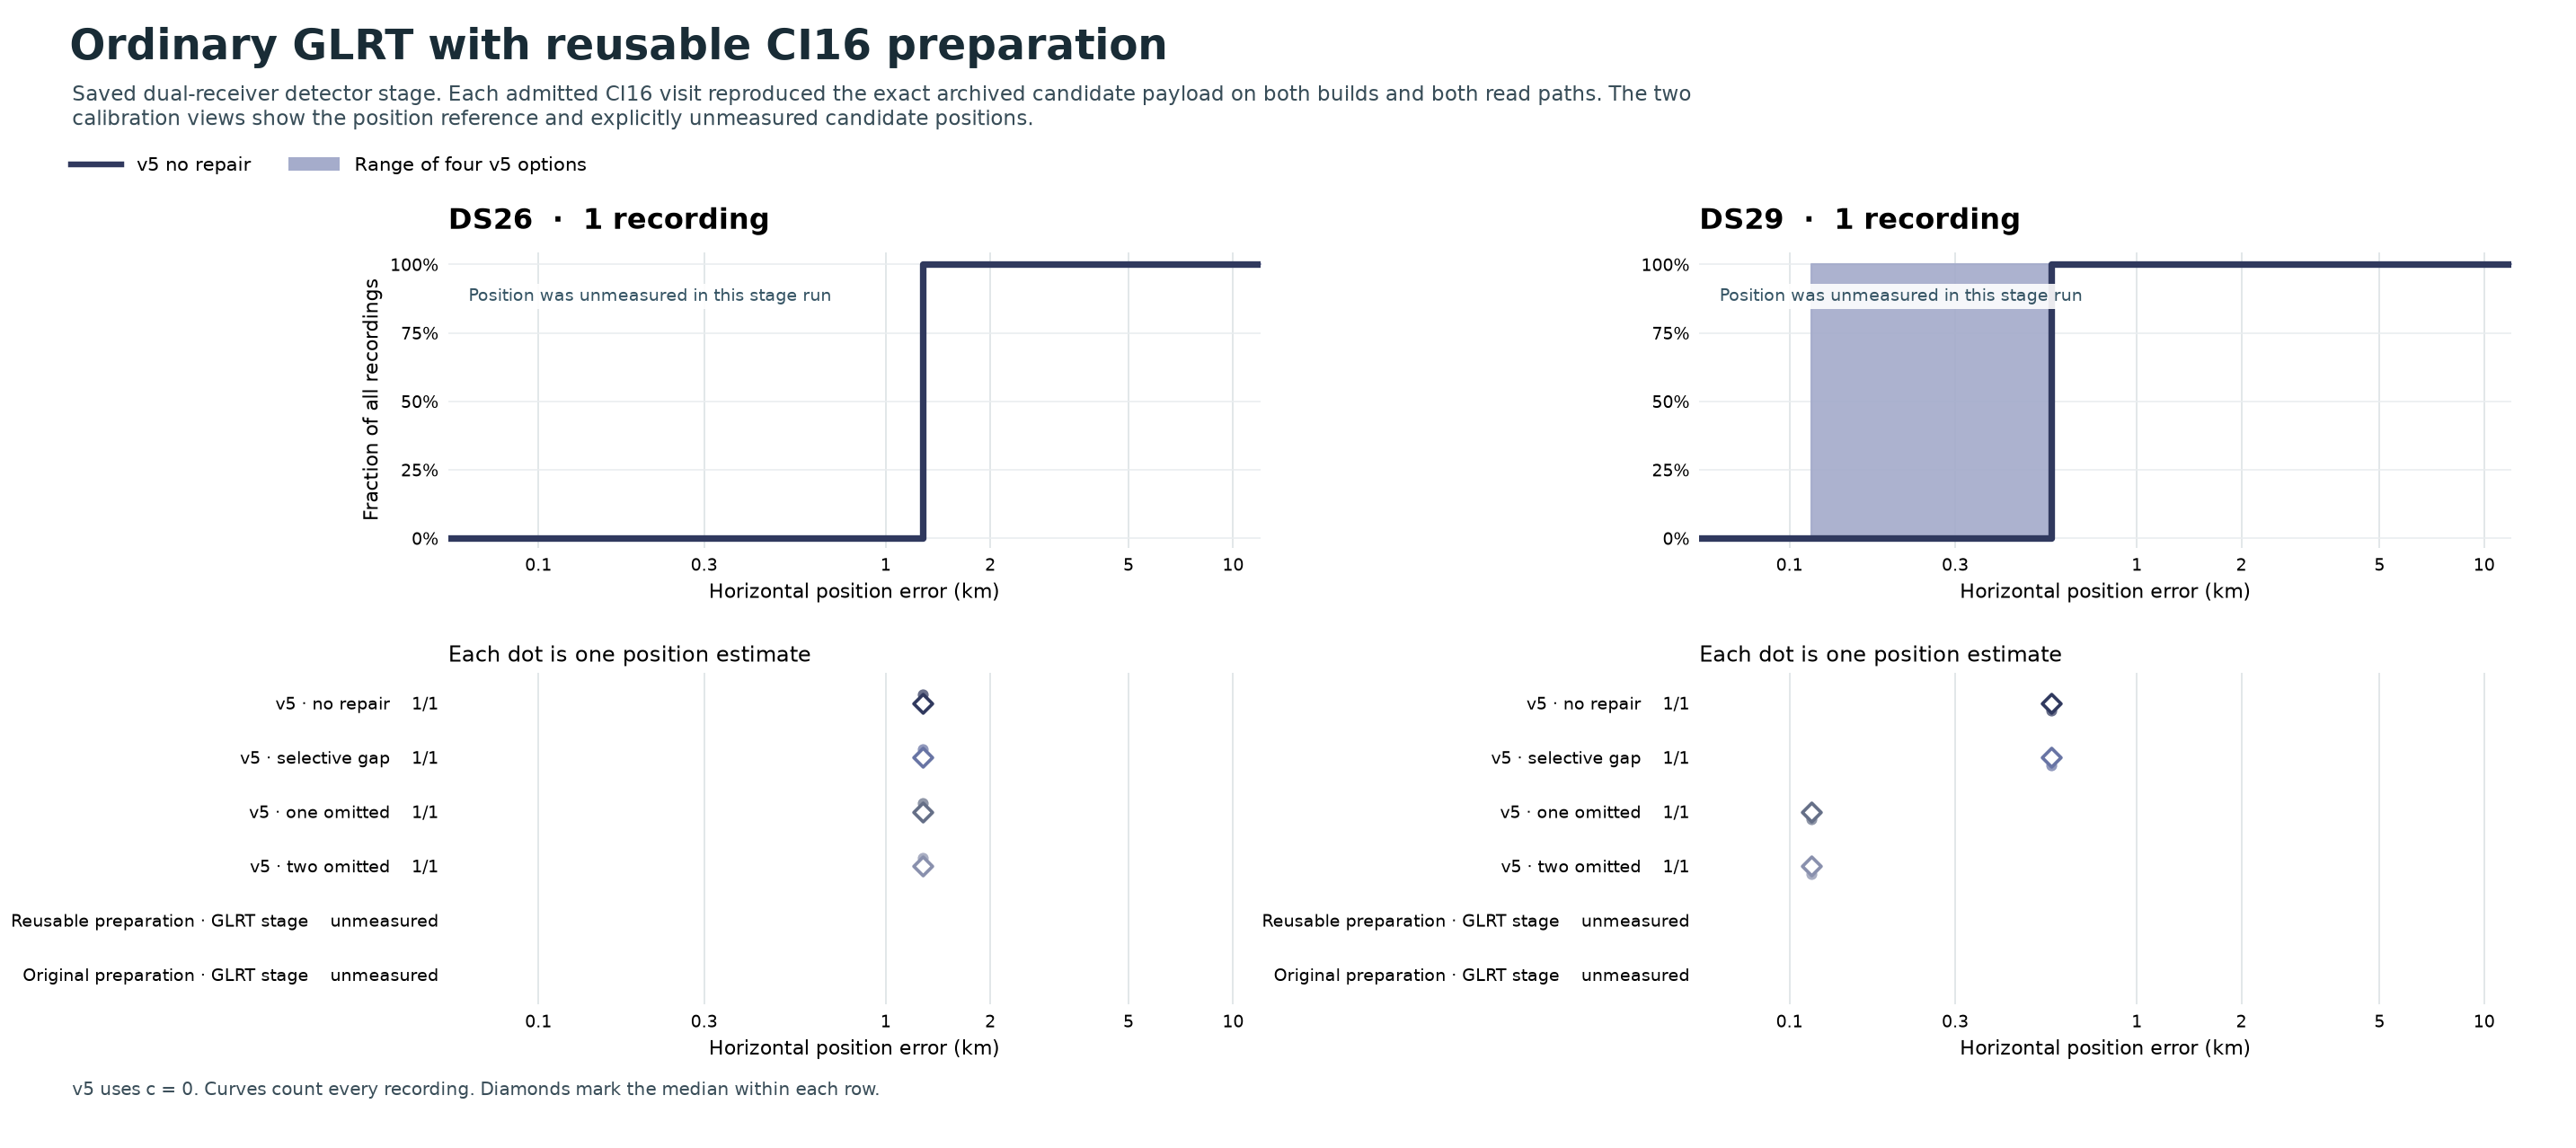 Ordinary GLRT with reusable CI16 preparation
Saved dual-receiver detector stage. Each admitted CI16 visit reproduced the exact archived candidate payload on both builds and both read paths. The two
calibration views show the position reference and explicitly unmeasured candidate positions.
v5 no repair
Range of four v5 options
DS26 · 1 recording
Fraction of all recordings
100%
75%
50%
25%
0%
Position was unmeasured in this stage run
0.1 0.3 1 2 5 10
Horizontal position error (km)
DS29 · 1 recording
100%
75%
50%
25%
0%
Position was unmeasured in this stage run
0.1 0.3 1 2 5 10
Horizontal position error (km)
Each dot is one position estimate
v5 · no repair 1/1
v5 · selective gap 1/1
v5 · one omitted 1/1
v5 · two omitted 1/1
Reusable preparation · GLRT stage unmeasured
Original preparation · GLRT stage unmeasured
0.1 0.3 1 2 5 10
Horizontal position error (km)
Each dot is one position estimate
v5 · no repair 1/1
v5 · selective gap 1/1
v5 · one omitted 1/1
v5 · two omitted 1/1
Reusable preparation · GLRT stage unmeasured
Original preparation · GLRT stage unmeasured
0.1 0.3 1 2 5 10
Horizontal position error (km)
v5 uses c = 0. Curves count every recording. Diamonds mark the median within each row.